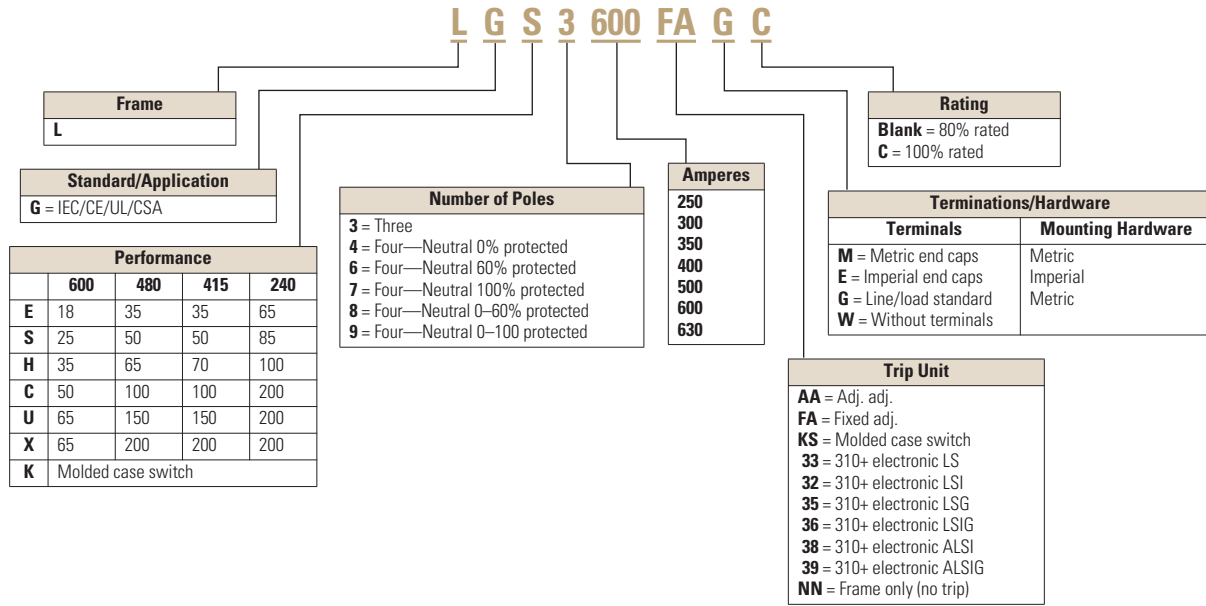 L G S 3 600 FA G C
Frame
L
Standard/Application
G = IEC/CE/UL/CSA
Performance
600 480 415 240
E 18 35 35 65
S 25 50 50 85
H 35 65 70 100
C 50 100 100 200
U 65 150 150 200
X 65 200 200 200
K Molded case switch
Number of Poles
3 = Three
4 = Four—Neutral 0% protected
6 = Four—Neutral 60% protected
7 = Four—Neutral 100% protected
8 = Four—Neutral 0–60% protected
9 = Four—Neutral 0–100 protected
Amperes
250
300
350
400
500
600
630
Rating
Blank = 80% rated
C = 100% rated
Terminations/Hardware
Terminals Mounting Hardware
M = Metric end caps Metric
E = Imperial end caps Imperial
G = Line/load standard Metric
W = Without terminals
Trip Unit
AA = Adj. adj.
FA = Fixed adj.
KS = Molded case switch
33 = 310+ electronic LS
32 = 310+ electronic LSI
35 = 310+ electronic LSG
36 = 310+ electronic LSIG
38 = 310+ electronic ALSI
39 = 310+ electronic ALSIG
NN = Frame only (no trip)